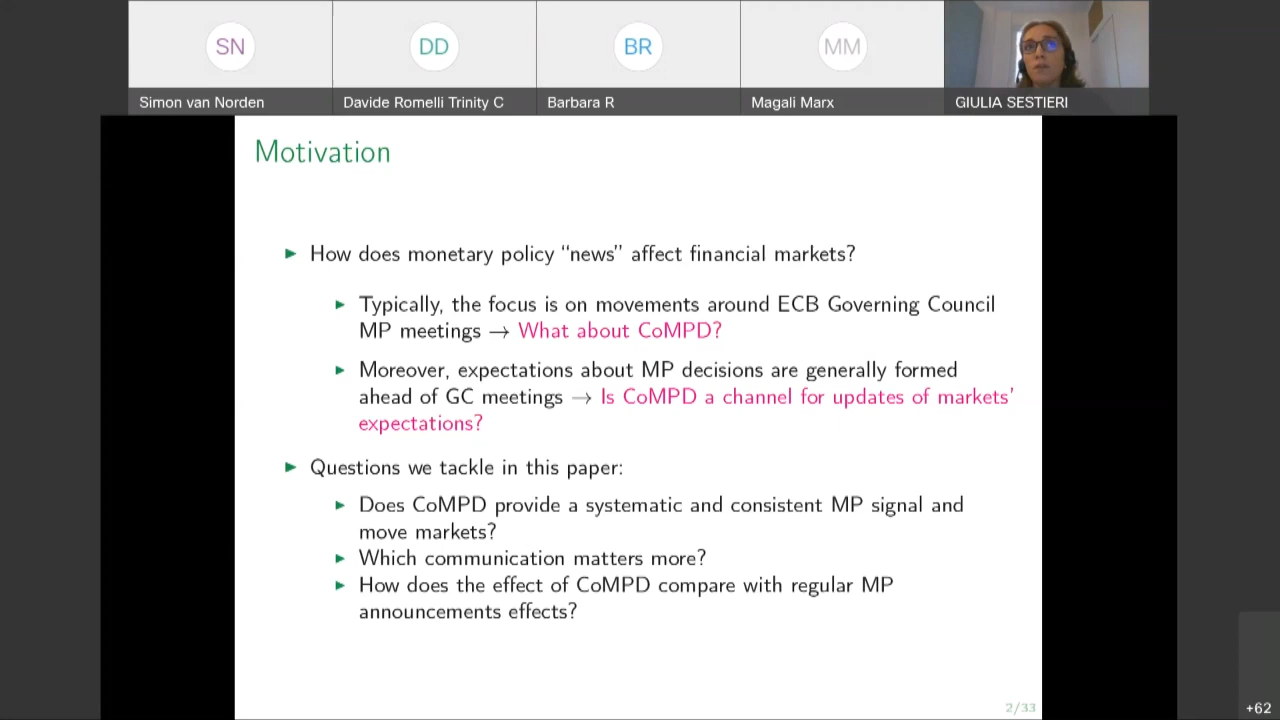 SN
DD
BR
MM
Simon van Norden
Davide Romelli Trinity C
Barbara R
Magali Marx
GIULIA SESTIERI
Motivation
How does monetary policy “news” affect financial markets?
Typically, the focus is on movements around ECB Governing Council
MP meetings → What about CoMPD?
Moreover, expectations about MP decisions are generally formed
ahead of GC meetings → Is CoMPD a channel for updates of markets’
expectations?
Questions we tackle in this paper:
Does CoMPD provide a systematic and consistent MP signal and
move markets?
Which communication matters more?
How does the effect of CoMPD compare with regular MP
announcements effects?
2/33
+62